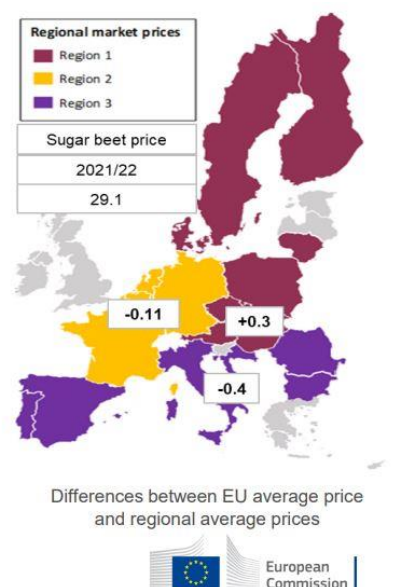 Regional market prices
Region 1
Region 2
Region 3
Sugar beet price
2021/22
29.1
-0.11
+0.3
-0.4
Differences between EU average price
and regional average prices
European
Commission